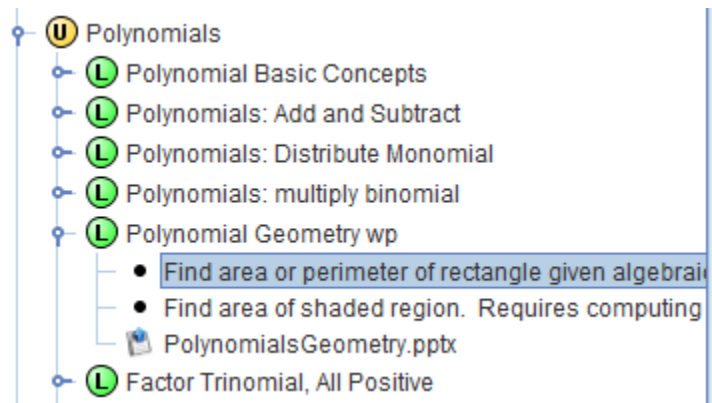 U Polynomials
L Polynomial Basic Concepts
L Polynomials: Add and Subtract
L Polynomials: Distribute Monomial
L Polynomials: multiply binomial
L Polynomial Geometry wp
Find area or perimeter of rectangle given
Find area of shaded region. Requires computing
PolynomialsGeometry.pptx
L Factor Trinomial, All Positive